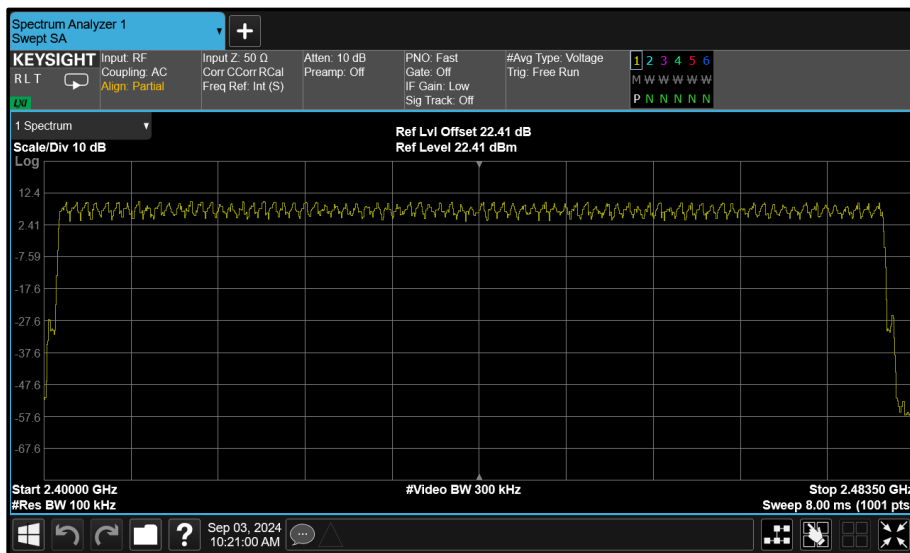 Spectrum Analyzer 1
Swept SA
KEYSIGHT
R L T
LXI
Input: RF
Coupling: AC
Align: Partial
Input Z: 50 Ω
Corr CCorr RCal
Freq Ref: Int (S)
Atten: 10 dB
Preamp: Off
PNO: Fast
Gate: Off
IF Gain: Low
Sig Track: Off
#Avg Type: Voltage
Trig: Free Run
1 2 3 4 5 6
M W W W W W
P N N N N N
1 Spectrum
Scale/Div 10 dB
Log
Ref Lvl Offset 22.41 dB
Ref Level 22.41 dBm
12.4
2.41
-7.59
-17.6
-27.6
-37.6
-47.6
-57.6
-67.6
Start 2.40000 GHz
#Res BW 100 kHz
#Video BW 300 kHz
Stop 2.48350 GHz
Sweep 8.00 ms (1001 pts
?
Sep 03, 2024
10:21:00 AM